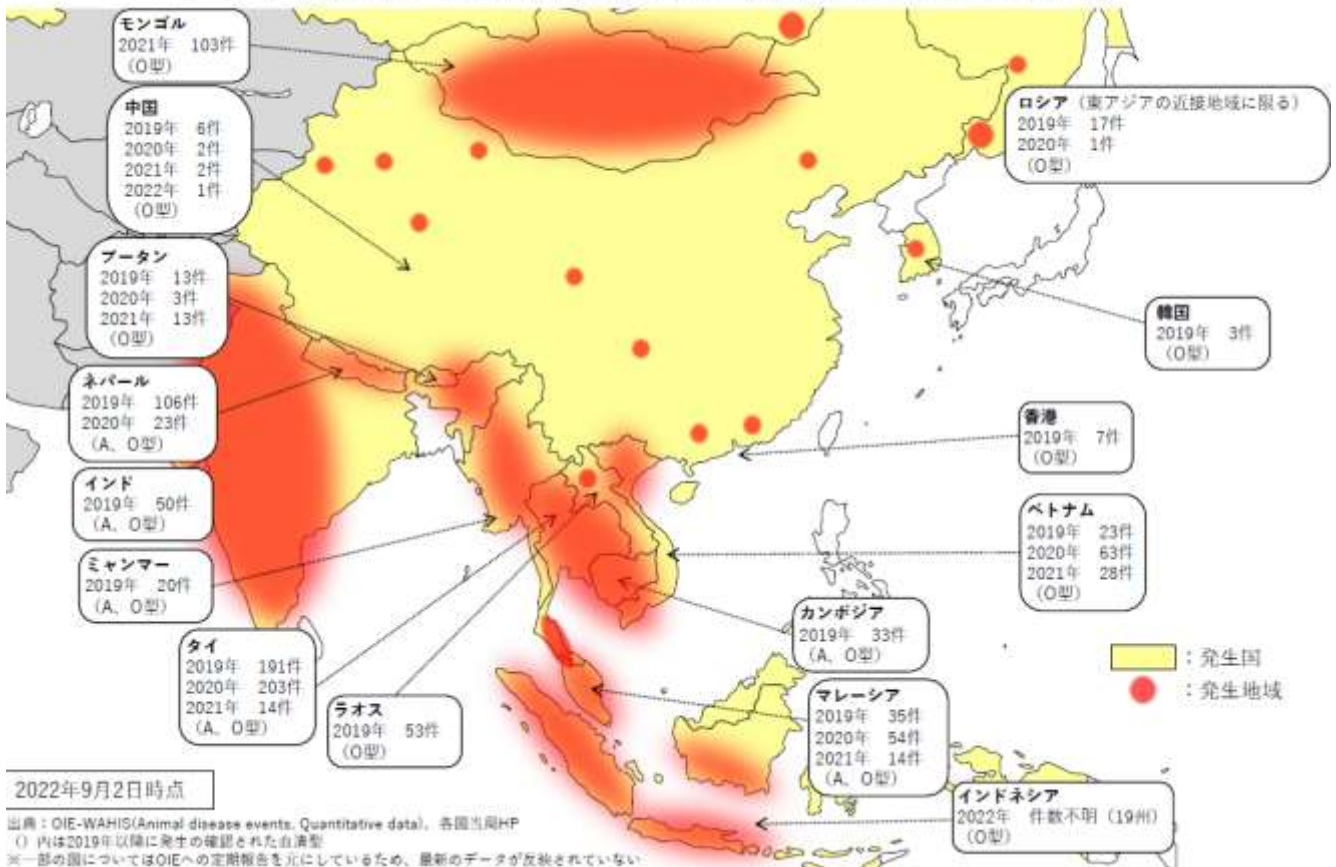 モンゴル
2021年 103件
(O型)
中国
2019年 6件
2020年 2件
2021年 2件
2022年 1件
(O型)
ブータン
2019年 13件
2020年 3件
2021年 13件
(O型)
ネパール
2019年 106件
2020年 23件
(A、O型)
インド
2019年 50件
(A、O型)
ミャンマー
2019年 20件
(A、O型)
タイ
2019年 191件
2020年 203件
2021年 14件
(A、O型)
ラオス
2019年 53件
(O型)
ロシア（東アジアの近接地域に限る）
2019年 17件
2020年 1件
(O型)
韓国
2019年 3件
(O型)
香港
2019年 7件
(O型)
ベトナム
2019年 23件
2020年 63件
2021年 28件
(O型)
カンボジア
2019年 33件
(A、O型)
マレーシア
2019年 35件
2020年 54件
2021年 14件
(A、O型)
インドネシア
2022年 件数不明（19州）
(O型)
：発生国
：発生地域
2022年9月2日時点
出典：OIE-WAHIS(Animal disease events, Quantitative data)、各国当局HP
（）内は2019年以降に発生の確認された血清型
※一部の国についてはOIEへの定期報告を元にしているため、最新のデータが反映されていない